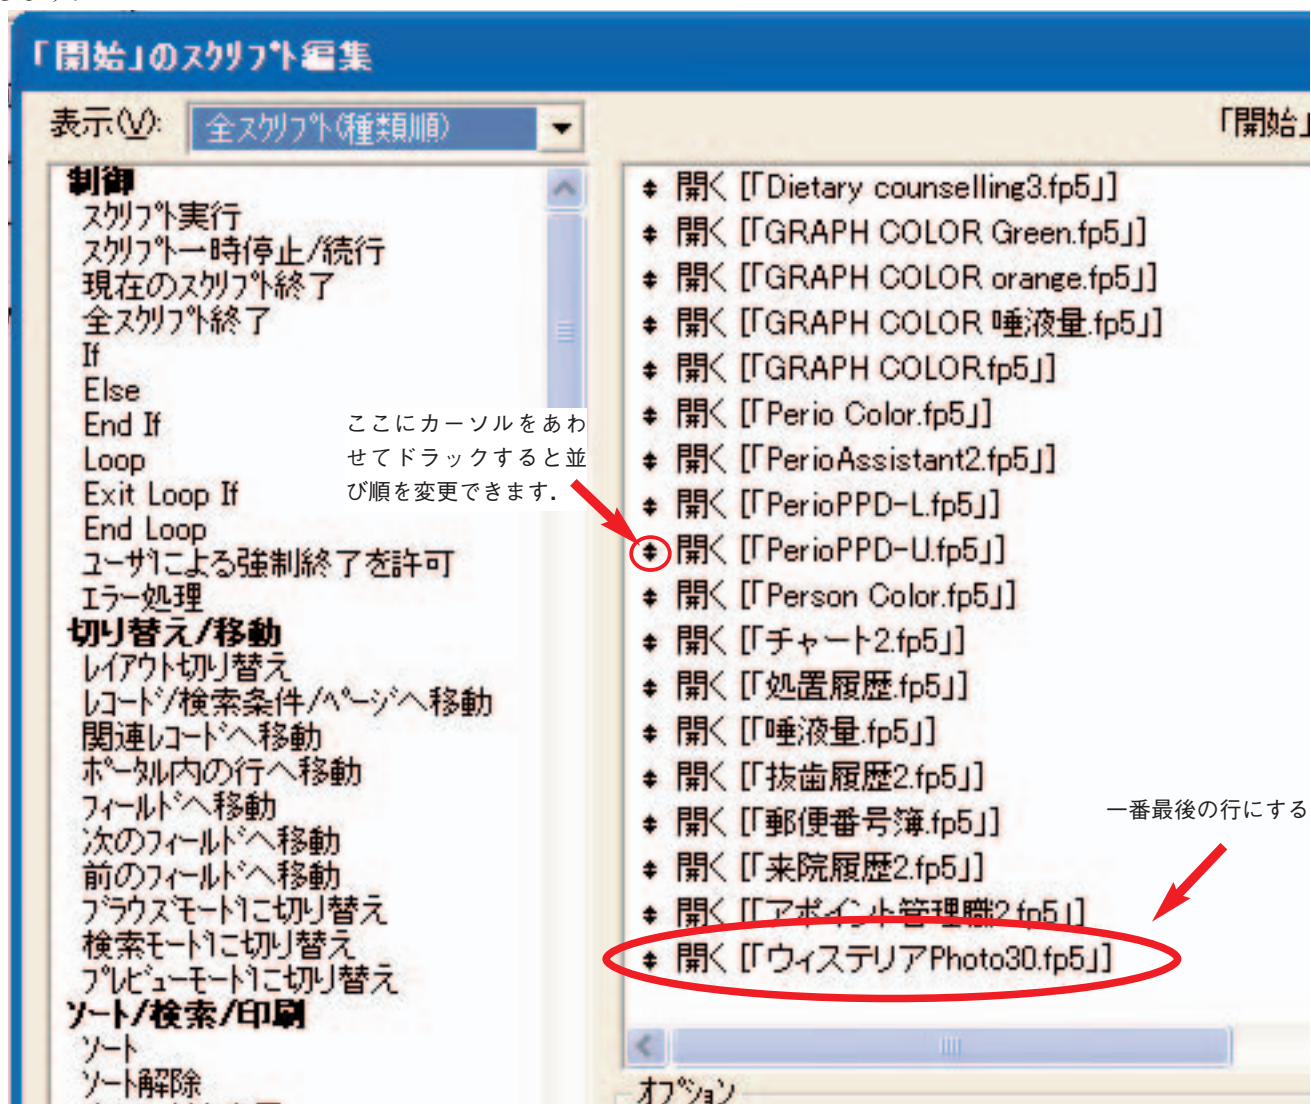 「開始」のスクリプト編集
表示(V):
全スクリプト(種類順)
「開始」
制御
スクリプト実行
スクリプト一時停止/続行
現在のスクリプト終了
全スクリプト終了
If
Else
End If
Loop
Exit Loop If
End Loop
ユーザによる強制終了を許可
エラー処理
切り替え/移動
レイアウト切り替え
レコード/検索条件/ページへ移動
関連レコードへ移動
ポータル内の行へ移動
フィールドへ移動
次のフィールドへ移動
前のフィールドへ移動
ブラウズモードに切り替え
検索モードに切り替え
プレビューモードに切り替え
ソート/検索/印刷
ソート
ソート解除
ここにカーソルをあわ
せてドラックすると並
び順を変更できます.
開く [「Dietary counselling3.fp5」]
開く [「GRAPH COLOR Green.fp5」]
開く [「GRAPH COLOR orange.fp5」]
開く [「GRAPH COLOR 唾液量.fp5」]
開く [「GRAPH COLOR.fp5」]
開く [「Perio Color.fp5」]
開く [「PerioAssistant2.fp5」]
開く [「PerioPPD-L.fp5」]
開く [「PerioPPD-U.fp5」]
開く [「Person Color.fp5」]
開く [「チャート2.fp5」]
開く [「処置履歴.fp5」]
開く [「唾液量.fp5」]
開く [「抜歯履歴2.fp5」]
開く [「郵便番号簿.fp5」]
開く [「来院履歴2.fp5」]
開く [「アポイント管理職2.fp5」]
開く [「ウィステリアPhoto30.fp5」]
一番最後の行にする
オプション